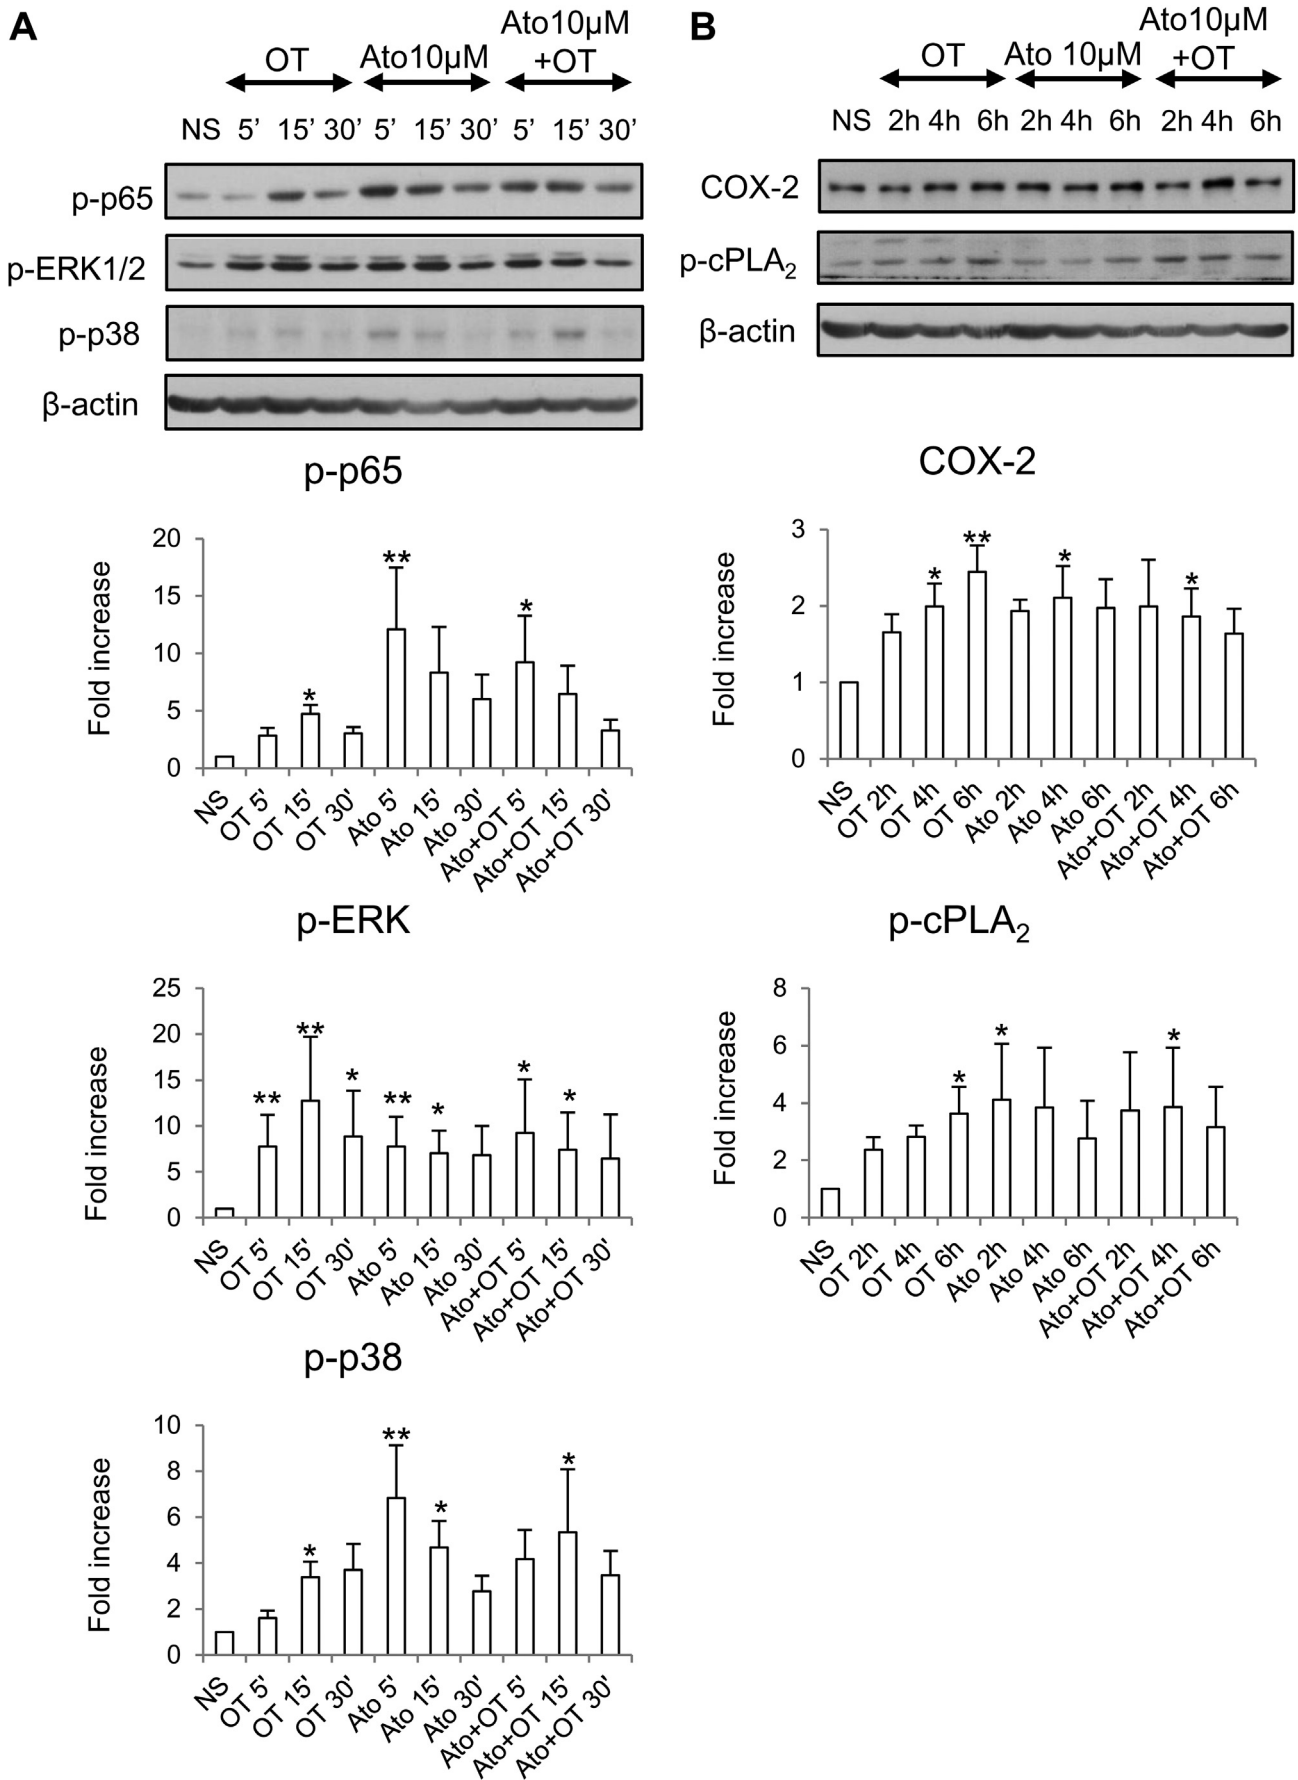 A
OT
Ato10μM
Ato10μM
+OT
NS 5’ 15’ 30’ 5’ 15’ 30’ 5’ 15’ 30’
p-p65
p-ERK1/2
p-p38
β-actin
p-p65
Fold increase
20
15
10
5
0
*
**
*
NS
OT 5'
OT 15'
OT 30'
Ato 5'
Ato 15'
Ato 30'
Ato+OT 5'
Ato+OT 15'
Ato+OT 30'
p-ERK
Fold increase
25
20
15
10
5
0
**
**
*
**
*
*
*
NS
OT 5'
OT 15'
OT 30'
Ato 5'
Ato 15'
Ato 30'
Ato+OT 5'
Ato+OT 15'
Ato+OT 30'
p-p38
Fold increase
10
8
6
4
2
0
*
**
*
*
NS
OT 5'
OT 15'
OT 30'
Ato 5'
Ato 15'
Ato 30'
Ato+OT 5'
Ato+OT 15'
Ato+OT 30'
B
OT
Ato 10μM
Ato10μM
+OT
NS 2h 4h 6h 2h 4h 6h 2h 4h 6h
COX-2
p-cPLA2
β-actin
COX-2
Fold increase
3
2
1
0
*
**
*
*
NS
OT 2h
OT 4h
OT 6h
Ato 2h
Ato 4h
Ato 6h
Ato+OT 2h
Ato+OT 4h
Ato+OT 6h
p-cPLA2
Fold increase
8
6
4
2
0
*
*
*
NS
OT 2h
OT 4h
OT 6h
Ato 2h
Ato 4h
Ato 6h
Ato+OT 2h
Ato+OT 4h
Ato+OT 6h